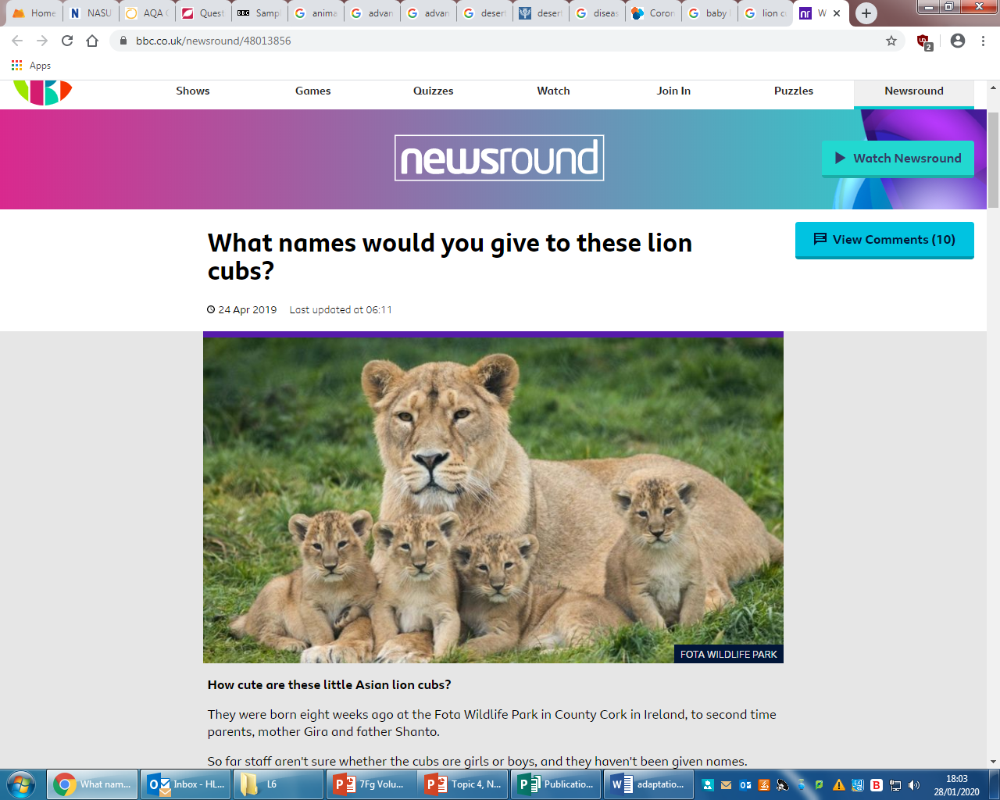 Home
NASU
AQA
Quest
BBC Sampl
anima
advan
advan
desert
desert
diseas
Coron
baby
lion c
W
bbc.co.uk/newsround/48013856
2
Apps
Shows Games Quizzes Watch Join In Puzzles Newsround
newsround
Watch Newsround
What names would you give to these lion
cubs?
View Comments (10)
24 Apr 2019 Last updated at 06:11
FOTA WILDLIFE PARK
How cute are these little Asian lion cubs?
They were born eight weeks ago at the Fota Wildlife Park in County Cork in Ireland, to second time
parents, mother Gira and father Shanto.
So far staff aren't sure whether the cubs are girls or boys, and they haven't been given names.
What nam...
Inbox - HL...
L6
7Fg Volu...
Topic 4, N...
Publicatio...
adaptatio...
18:03
28/01/2020